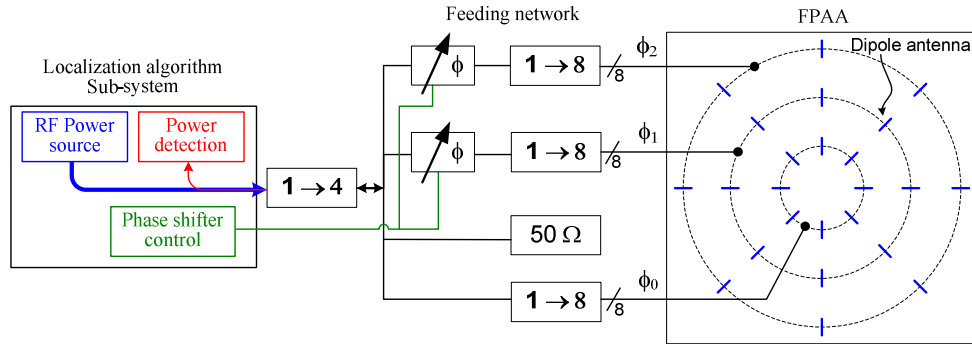 Feeding network
FPAA
Localization algorithm
Sub-system
RF Power
source
Power
detection
Phase shifter
control
1 → 4
ϕ
1 → 8
8
ϕ2
ϕ
1 → 8
8
ϕ1
50 Ω
1 → 8
8
ϕ0
Dipole antenna